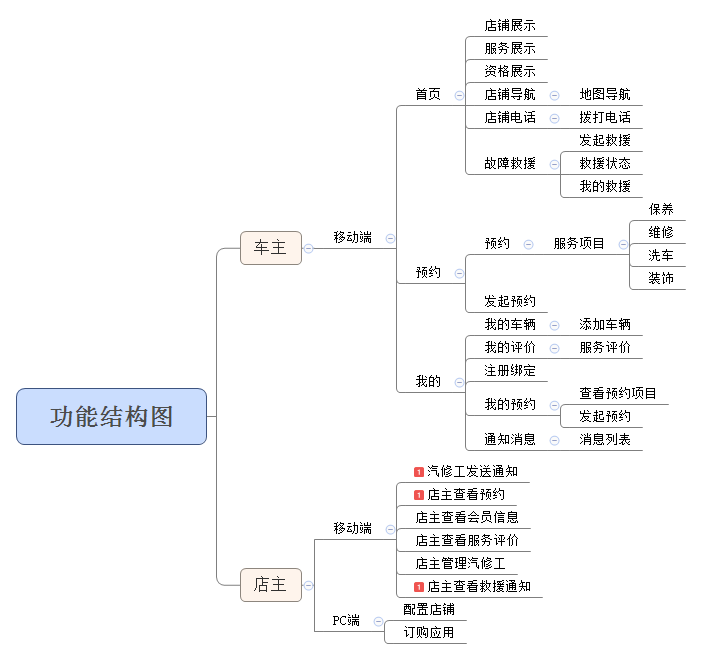 功能结构图
车主
移动端
首页
店铺展示
服务展示
资格展示
店铺导航
地图导航
店铺电话
拨打电话
故障救援
发起救援
救援状态
我的救援
预约
预约
服务项目
保养
维修
洗车
装饰
发起预约
我的
我的车辆
添加车辆
我的评价
服务评价
注册绑定
我的预约
查看预约项目
发起预约
通知消息
消息列表
店主
移动端
1 汽修工发送通知
1 店主查看预约
店主查看会员信息
店主查看服务评价
店主管理汽修工
1 店主查看救援通知
PC端
配置店铺
订购应用